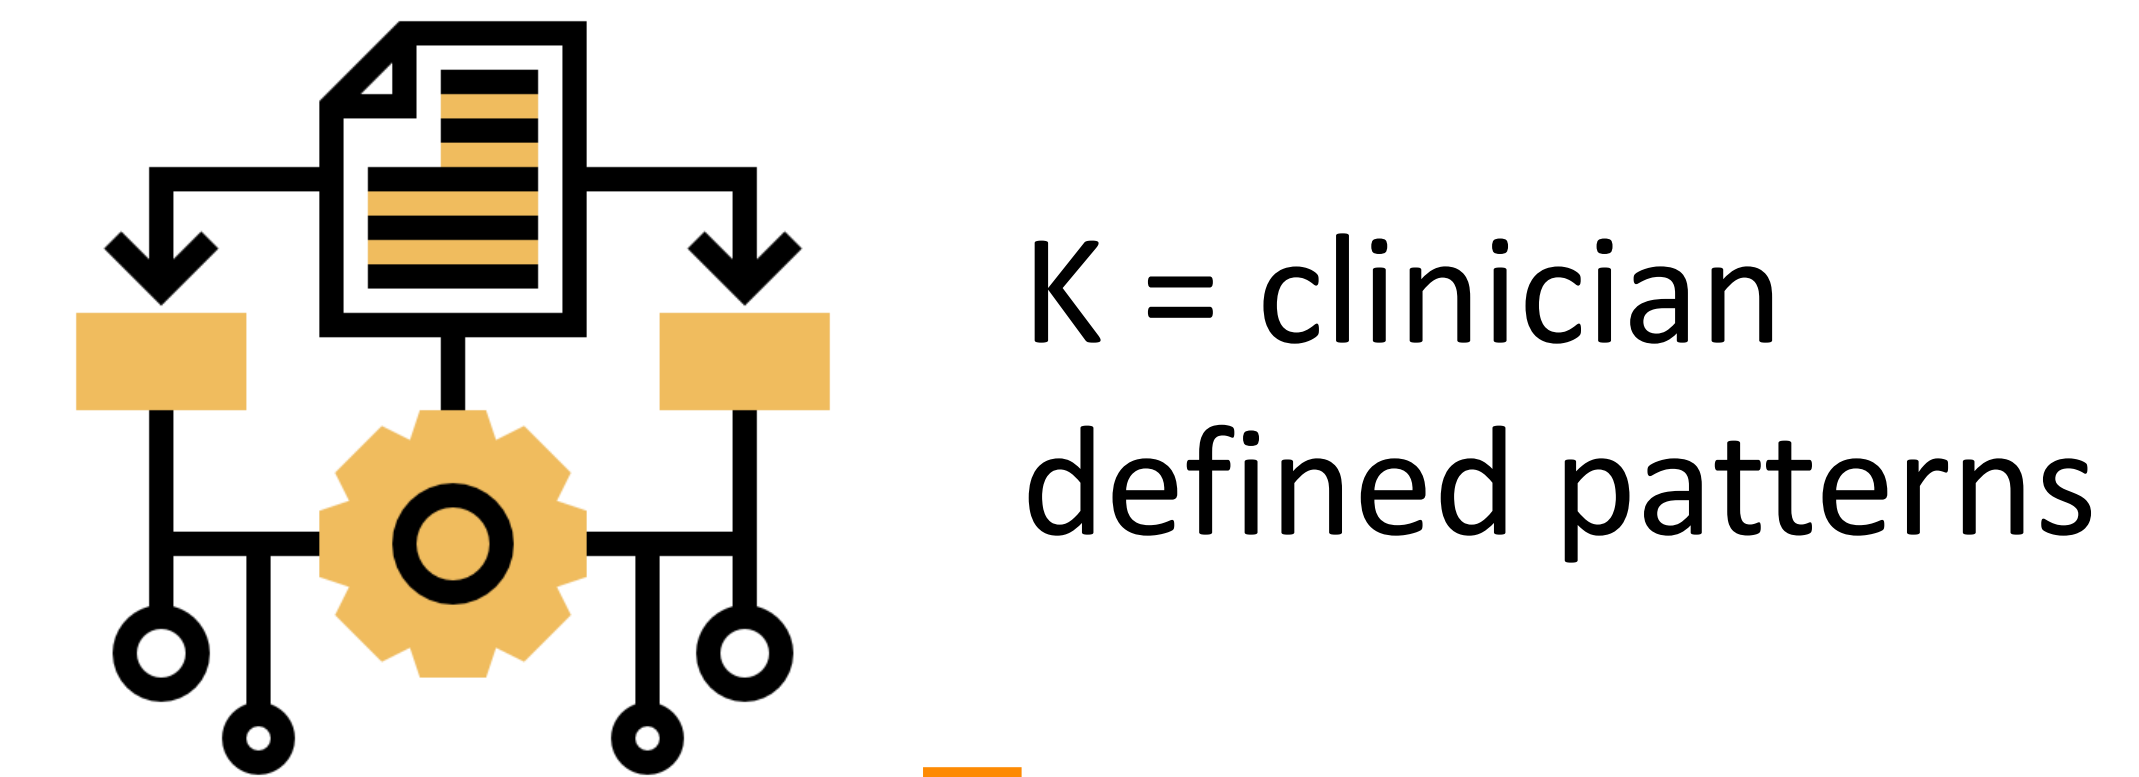 K = clinician
defined patterns